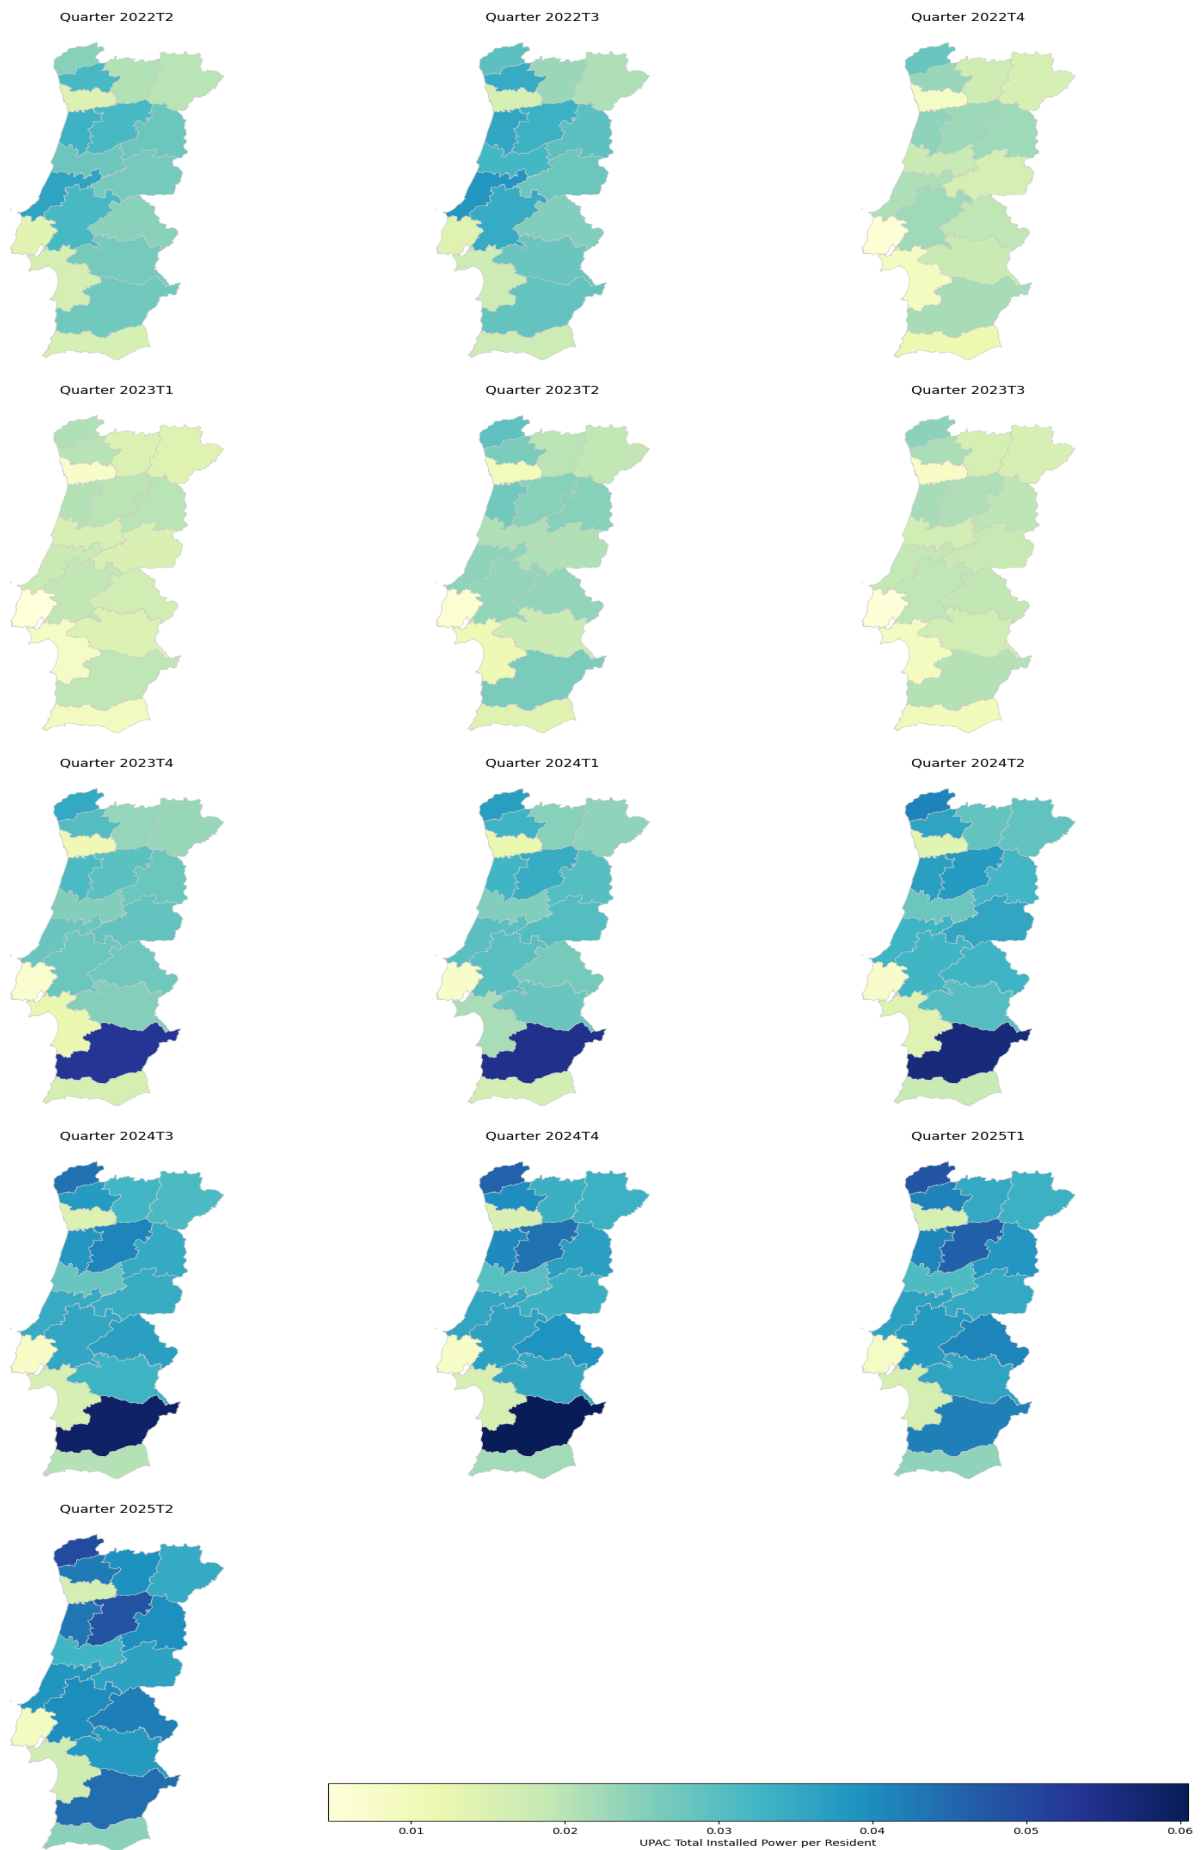 Quarter 2022T2
Quarter 2022T3
Quarter 2022T4
Quarter 2023T1
Quarter 2023T2
Quarter 2023T3
Quarter 2023T4
Quarter 2024T1
Quarter 2024T2
Quarter 2024T3
Quarter 2024T4
Quarter 2025T1
Quarter 2025T2
0.01 0.02 0.03 0.04 0.05 0.06
UPAC Total Installed Power per Resident